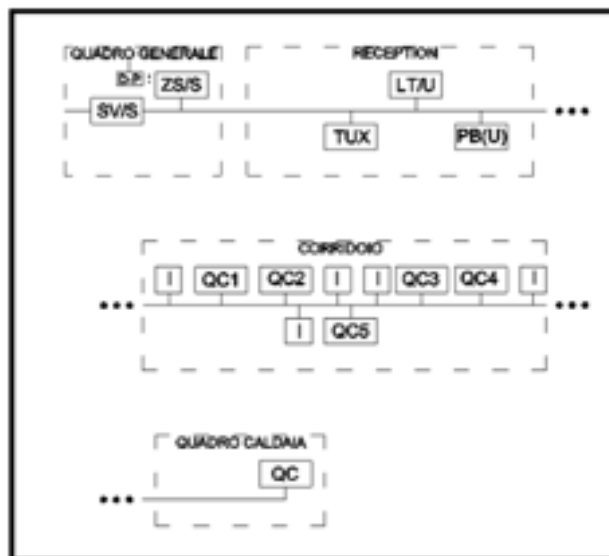 QUADRO GENERALE
RECEPTION
D.P.:
ZS/S
LT/U
SV/S
TUX
PB(U)
CORRIDOIO
I QC1 QC2 I I QC3 QC4 I
I QC5
QUADRO CALDAIA
QC